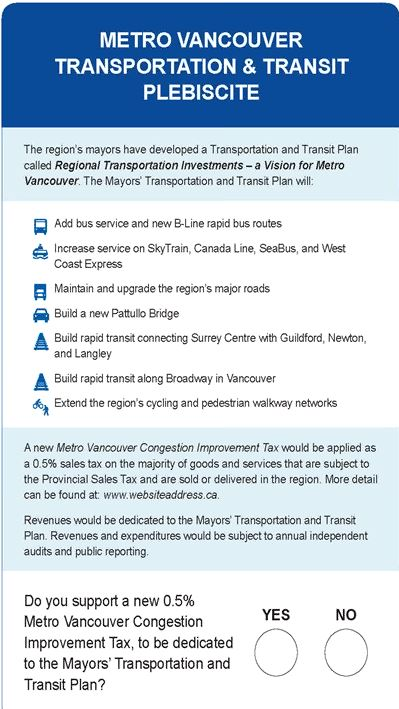 METRO VANCOUVER
TRANSPORTATION & TRANSIT
PLEBISCITE
The region's mayors have developed a Transportation and Transit Plan
called Regional Transportation Investments – a Vision for Metro
Vancouver. The Mayors' Transportation and Transit Plan will:
Add bus service and new B-Line rapid bus routes
Increase service on SkyTrain, Canada Line, SeaBus, and West
Coast Express
Maintain and upgrade the region's major roads
Build a new Pattullo Bridge
Build rapid transit connecting Surrey Centre with Guildford, Newton,
and Langley
Build rapid transit along Broadway in Vancouver
Extend the region's cycling and pedestrian walkway networks
A new Metro Vancouver Congestion Improvement Tax would be applied as
a 0.5% sales tax on the majority of goods and services that are subject to
the Provincial Sales Tax and are sold or delivered in the region. More detail
can be found at: www.websiteaddress.ca.
Revenues would be dedicated to the Mayors' Transportation and Transit
Plan. Revenues and expenditures would be subject to annual independent
audits and public reporting.
Do you support a new 0.5%
Metro Vancouver Congestion
Improvement Tax, to be dedicated
to the Mayors' Transportation and
Transit Plan?
YES NO